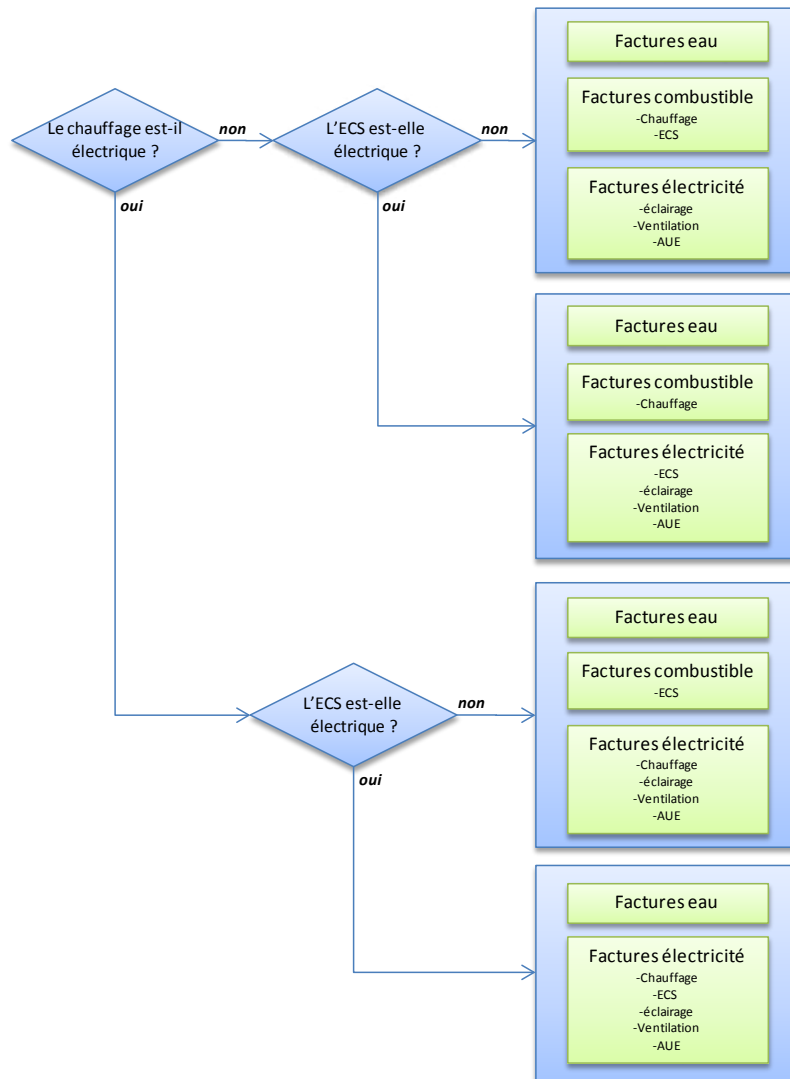 Factures eau
Factures combustible
-Chauffage
-ECS
Factures électricité
-éclairage
-Ventilation
-AUE
Le chauffage est-il
électrique ?
non
L'ECS est-elle
électrique ?
non
oui
oui
Factures eau
Factures combustible
-Chauffage
Factures électricité
-ECS
-éclairage
-Ventilation
-AUE
L'ECS est-elle
électrique ?
non
oui
Factures eau
Factures combustible
-ECS
Factures électricité
-Chauffage
-éclairage
-Ventilation
-AUE
Factures eau
Factures électricité
-Chauffage
-ECS
-éclairage
-Ventilation
-AUE